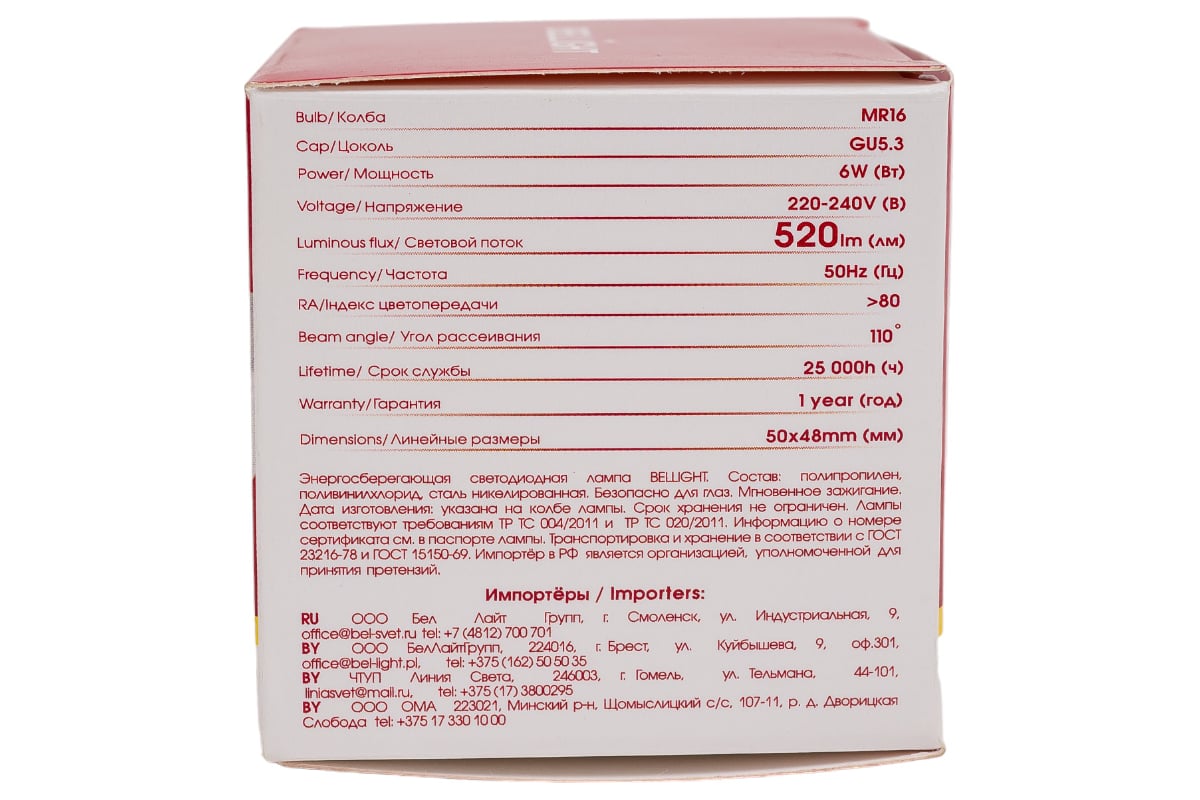 Bulb/Колба MR16
Cap/Цоколь GU5.3
Power/Мощность 6W (Вт)
Voltage/Напряжение 220-240V (В)
Luminous flux/Световой поток 520lm (лм)
Frequency/Частота 50Hz (Гц)
RA/Индекс цветопередачи >80
Beam angle/ Угол рассеивания 110°
Lifetime/ Срок службы 25 000h (ч)
Warranty/Гарантия 1 year (год)
Dimensions/Линейные размеры 50x48mm (мм)
Энергосберегающая светодиодная лампа BELLIGHT. Состав: полипропилен,
поливинилхлорид, сталь никелированная. Безопасно для глаз. Мгновенное зажигание.
Дата изготовления: указана на колбе лампы. Срок хранения не ограничен. Лампы
соответствуют требованиям ТР ТС 004/2011 и ТР ТС 020/2011. Информацию о номере
сертификата см. в паспорте лампы. Транспортировка и хранение в соответствии с ГОСТ
23216-78 и ГОСТ 15150-69. Импортёр в РФ является организацией, уполномоченной для
принятия претензий.
Импортёры / Importers:
RU ООО Бел Лайт Групп, г. Смоленск, ул. Индустриальная, 9,
office@bel-svet.ru tel: +7 (4812) 700 701
BY ООО БелЛайтГрупп, 224016, г. Брест, ул. Куйбышева, 9, оф.301,
office@bel-light.pl, tel: +375 (162) 50 50 35
BY ЧТУП Линия Света, 246003, г. Гомель, ул. Тельмана, 44-101,
liniasvet@mail.ru, tel: +375 (17) 3800295
BY ООО ОМА 223021, Минский р-н, Щомыслицкий с/с, 107-11, р. д. Дворицкая
Слобода tel: +375 17 330 10 00